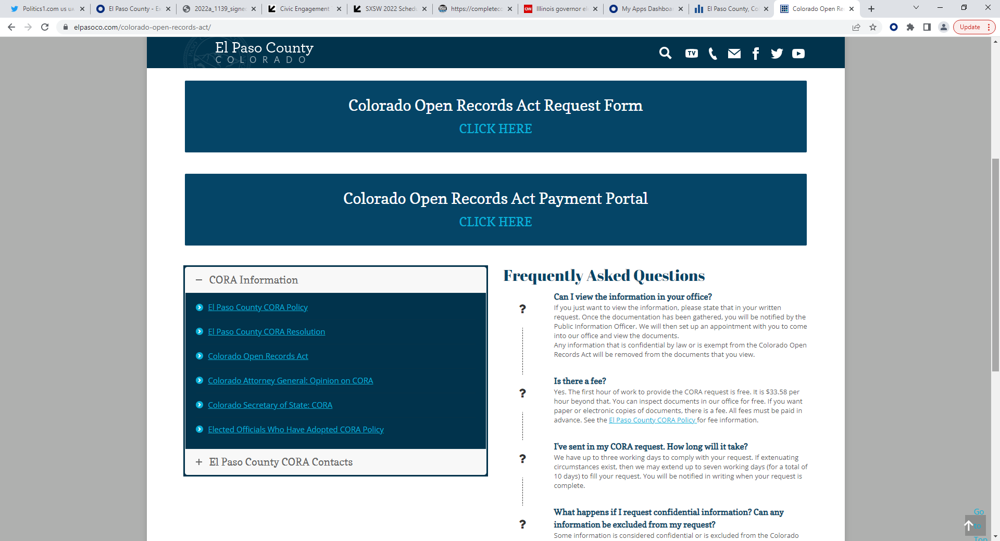 Politics1.com us u
El Paso County - E
2022a_1139_signe
Civic Engagement
SXSW 2022 Sched
https://completec
CNN
Illinois governor el
My Apps Dashboa
El Paso County, Co
Colorado Open Re
elpasoco.com/colorado-open-records-act/
Update
El Paso County
COLORADO
TV
Colorado Open Records Act Request Form
CLICK HERE
Colorado Open Records Act Payment Portal
CLICK HERE
CORA Information
El Paso County CORA Policy
El Paso County CORA Resolution
Colorado Open Records Act
Colorado Attorney General: Opinion on CORA
Colorado Secretary of State: CORA
Elected Officials Who Have Adopted CORA Policy
El Paso County CORA Contacts
Frequently Asked Questions
Can I view the information in your office?
If you just want to view the information, please state that in your written
request. Once the documentation has been gathered, you will be notified by the
Public Information Officer. We will then set up an appointment with you to come
into our office and view the documents.
Any information that is confidential by law or is exempt from the Colorado Open
Records Act will be removed from the documents that you view.
Is there a fee?
Yes. The first hour of work to provide the CORA request is free. It is $33.58 per
hour beyond that. You can inspect documents in our office for free. If you want
paper or electronic copies of documents, there is a fee. All fees must be paid in
advance. See the El Paso County CORA Policy for fee information.
I've sent in my CORA request. How long will it take?
We have up to three working days to comply with your request. If extenuating
circumstances exist, then we may extend up to seven working days (for a total of
10 days) to fill your request. You will be notified in writing when your request is
complete.
What happens if I request confidential information? Can any
information be excluded from my request?
Some information is considered confidential or is excluded from the Colorado
Go
to
Top